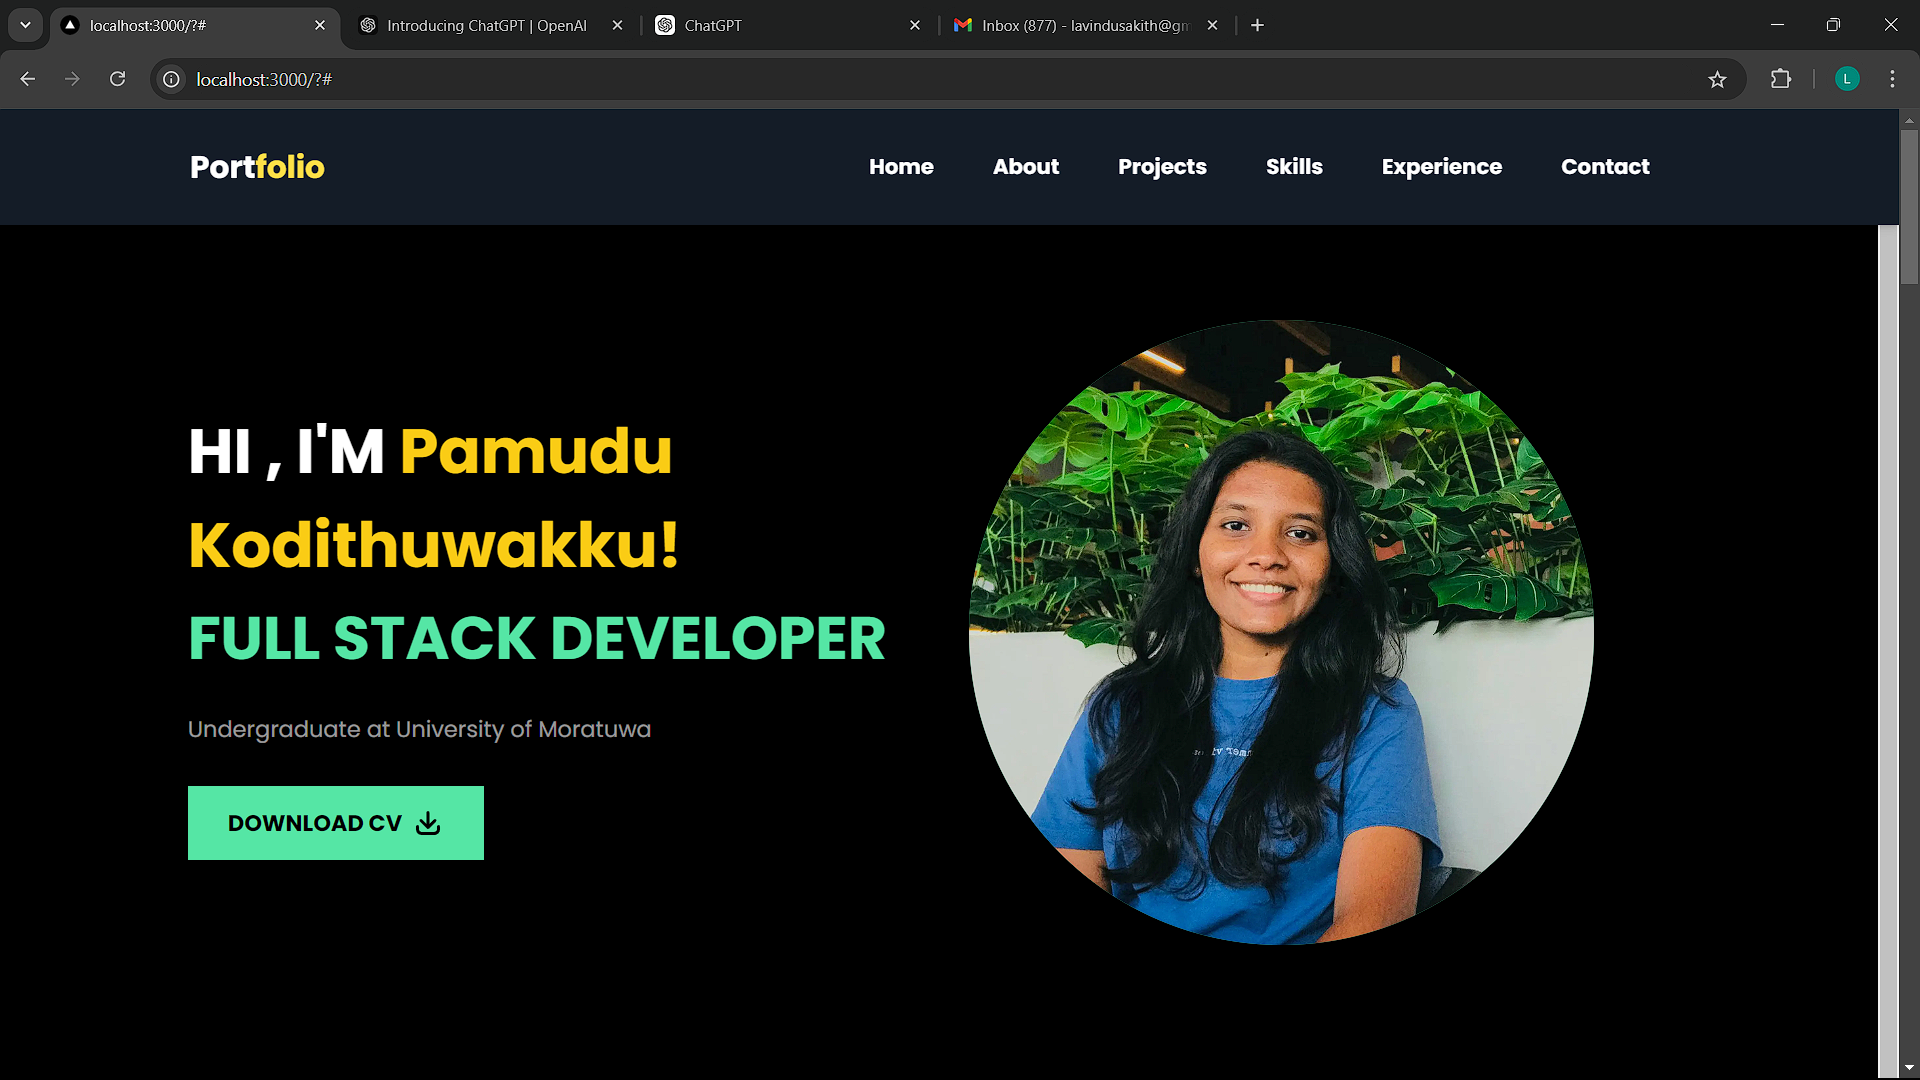 localhost:3000/?#
Introducing ChatGPT | OpenAI
ChatGPT
Inbox (877) - lavindusakith@gm
localhost:3000/?#
L
Portfolio
Home
About
Projects
Skills
Experience
Contact
HI , I'M Pamudu
Kodithuwakku!
FULL STACK DEVELOPER
Undergraduate at University of Moratuwa
DOWNLOAD CV